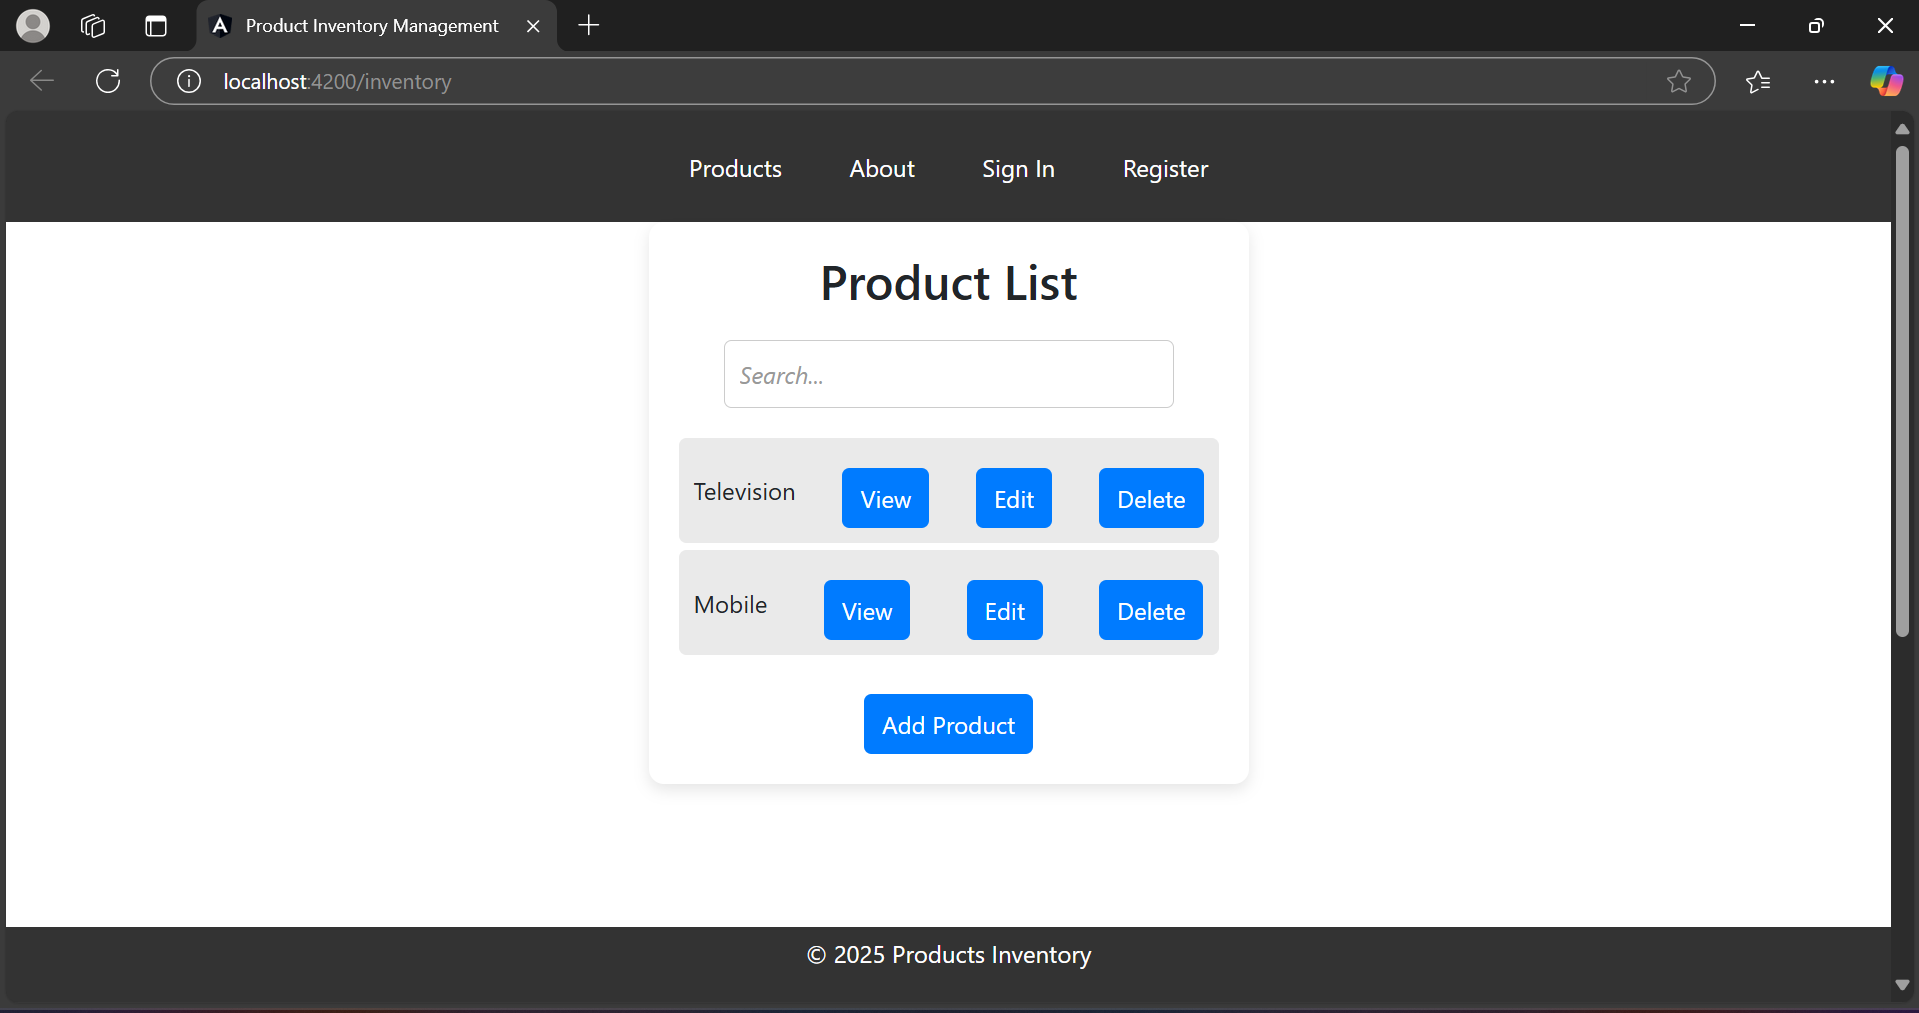 Product Inventory Management
localhost:4200/inventory
Products About Sign In Register
Product List
Search...
Television View Edit Delete
Mobile View Edit Delete
Add Product
© 2025 Products Inventory